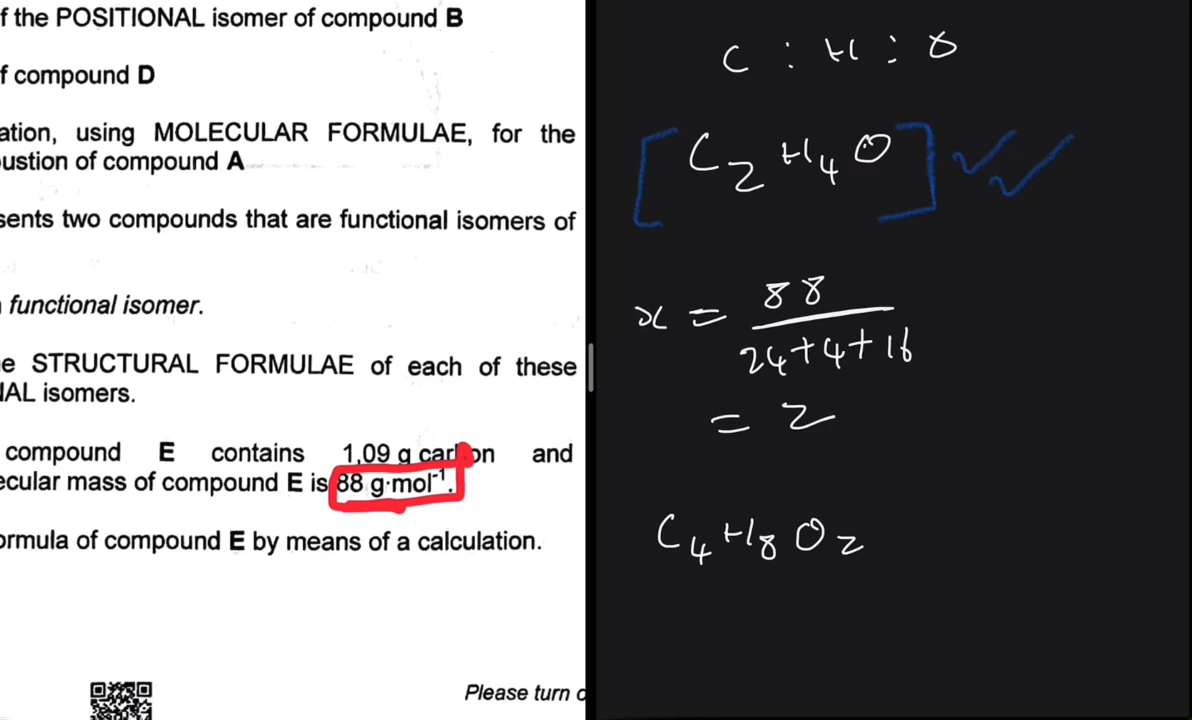 f the POSITIONAL isomer of compound B
f compound D
ation, using MOLECULAR FORMULAE, for the
ustion of compound A
sents two compounds that are functional isomers of
functional isomer.
e STRUCTURAL FORMULAE of each of these
NAL isomers.
compound E contains 1,09 g carbon and
ecular mass of compound E is 88 g·mol⁻¹.
ormula of compound E by means of a calculation.
Please turn o
C : H : O
[C₂H₄O] ✓✓
x = 88
24+4+16
= 2
C₄H₈O₂